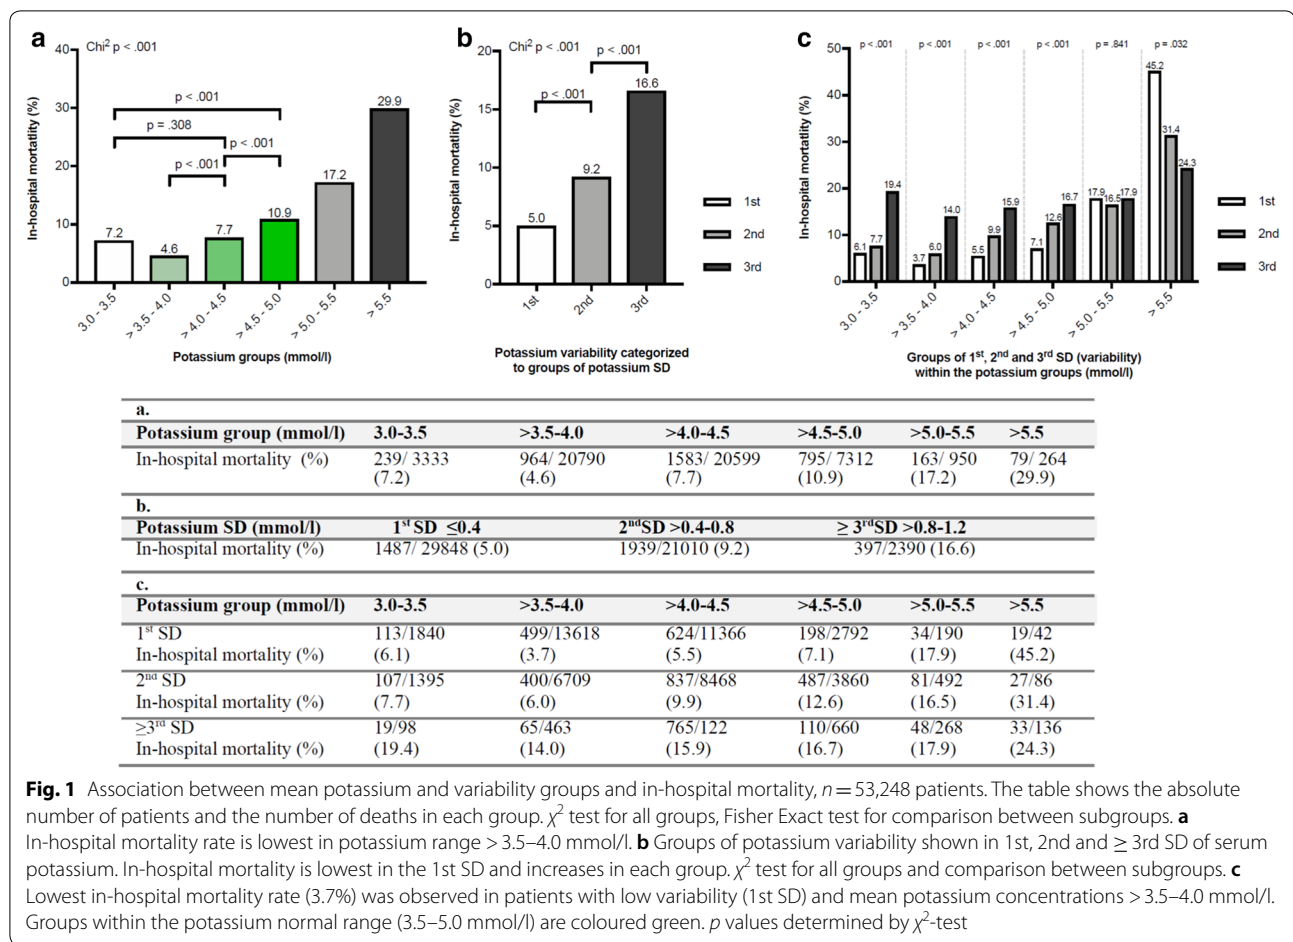 a
Chi² p < .001
40
30
20
10
0
In-hospital mortatlity (%)
p < .001
p = .308
p < .001
p < .001
7.2
4.6
7.7
10.9
17.2
29.9
3.0 - 3.5
> 3.5 - 4.0
> 4.0 - 4.5
> 4.5 - 5.0
> 5.0 - 5.5
> 5.5
Potassium groups (mmol/l)
b
Chi² p < .001
20
15
10
5
0
In-hospital mortatlity (%)
p < .001
p < .001
5.0
9.2
16.6
1st
2nd
3rd
1st
2nd
3rd
Potassium variability categorized
to groups of potassium SD
c
50
40
30
20
10
0
In-hospital mortatlity (%)
p < .001
p < .001
p < .001
p < .001
p = .841
p = .032
6.1
7.7
19.4
3.7
6.0
14.0
5.5
9.9
15.9
7.1
12.6
16.7
17.9
16.5
17.9
45.2
31.4
24.3
3.0 - 3.5
> 3.5 - 4.0
> 4.0 - 4.5
> 4.5 - 5.0
> 5.0 - 5.5
> 5.5
1st
2nd
3rd
Groups of 1st, 2nd and 3rd SD (variability)
within the potassium groups (mmol/l)
a.
Potassium group (mmol/l) 3.0-3.5 >3.5-4.0 >4.0-4.5 >4.5-5.0 >5.0-5.5 >5.5
In-hospital mortality (%) 239/ 3333 964/ 20790 1583/ 20599 795/ 7312 163/ 950 79/ 264
(7.2) (4.6) (7.7) (10.9) (17.2) (29.9)
b.
Potassium SD (mmol/l) 1st SD ≤0.4 2ndSD >0.4-0.8 ≥ 3rdSD >0.8-1.2
In-hospital mortality (%) 1487/ 29848 (5.0) 1939/21010 (9.2) 397/2390 (16.6)
c.
Potassium group (mmol/l) 3.0-3.5 >3.5-4.0 >4.0-4.5 >4.5-5.0 >5.0-5.5 >5.5
1st SD 113/1840 499/13618 624/11366 198/2792 34/190 19/42
In-hospital mortality (%) (6.1) (3.7) (5.5) (7.1) (17.9) (45.2)
2nd SD 107/1395 400/6709 837/8468 487/3860 81/492 27/86
In-hospital mortality (%) (7.7) (6.0) (9.9) (12.6) (16.5) (31.4)
≥3rd SD 19/98 65/463 765/122 110/660 48/268 33/136
In-hospital mortality (%) (19.4) (14.0) (15.9) (16.7) (17.9) (24.3)
Fig. 1 Association between mean potassium and variability groups and in-hospital mortality, n = 53,248 patients. The table shows the absolute
number of patients and the number of deaths in each group. χ² test for all groups, Fisher Exact test for comparison between subgroups. a
In-hospital mortality rate is lowest in potassium range > 3.5–4.0 mmol/l. b Groups of potassium variability shown in 1st, 2nd and ≥ 3rd SD of serum
potassium. In-hospital mortality is lowest in the 1st SD and increases in each group. χ² test for all groups and comparison between subgroups. c
Lowest in-hospital mortality rate (3.7%) was observed in patients with low variability (1st SD) and mean potassium concentrations > 3.5–4.0 mmol/l.
Groups within the potassium normal range (3.5–5.0 mmol/l) are coloured green. p values determined by χ²-test